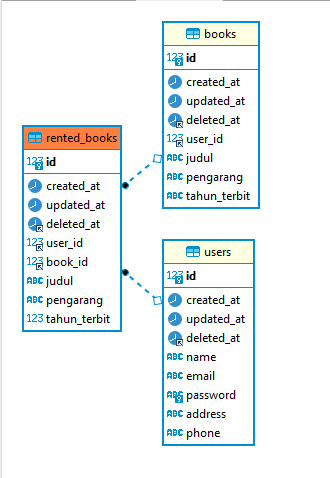 books
123 id
created_at
updated_at
deleted_at
123 user_id
ABC judul
ABC pengarang
ABC tahun_terbit
rented_books
123 id
created_at
updated_at
deleted_at
123 user_id
123 book_id
ABC judul
ABC pengarang
123 tahun_terbit
users
123 id
created_at
updated_at
deleted_at
ABC name
ABC email
ABC password
ABC address
ABC phone